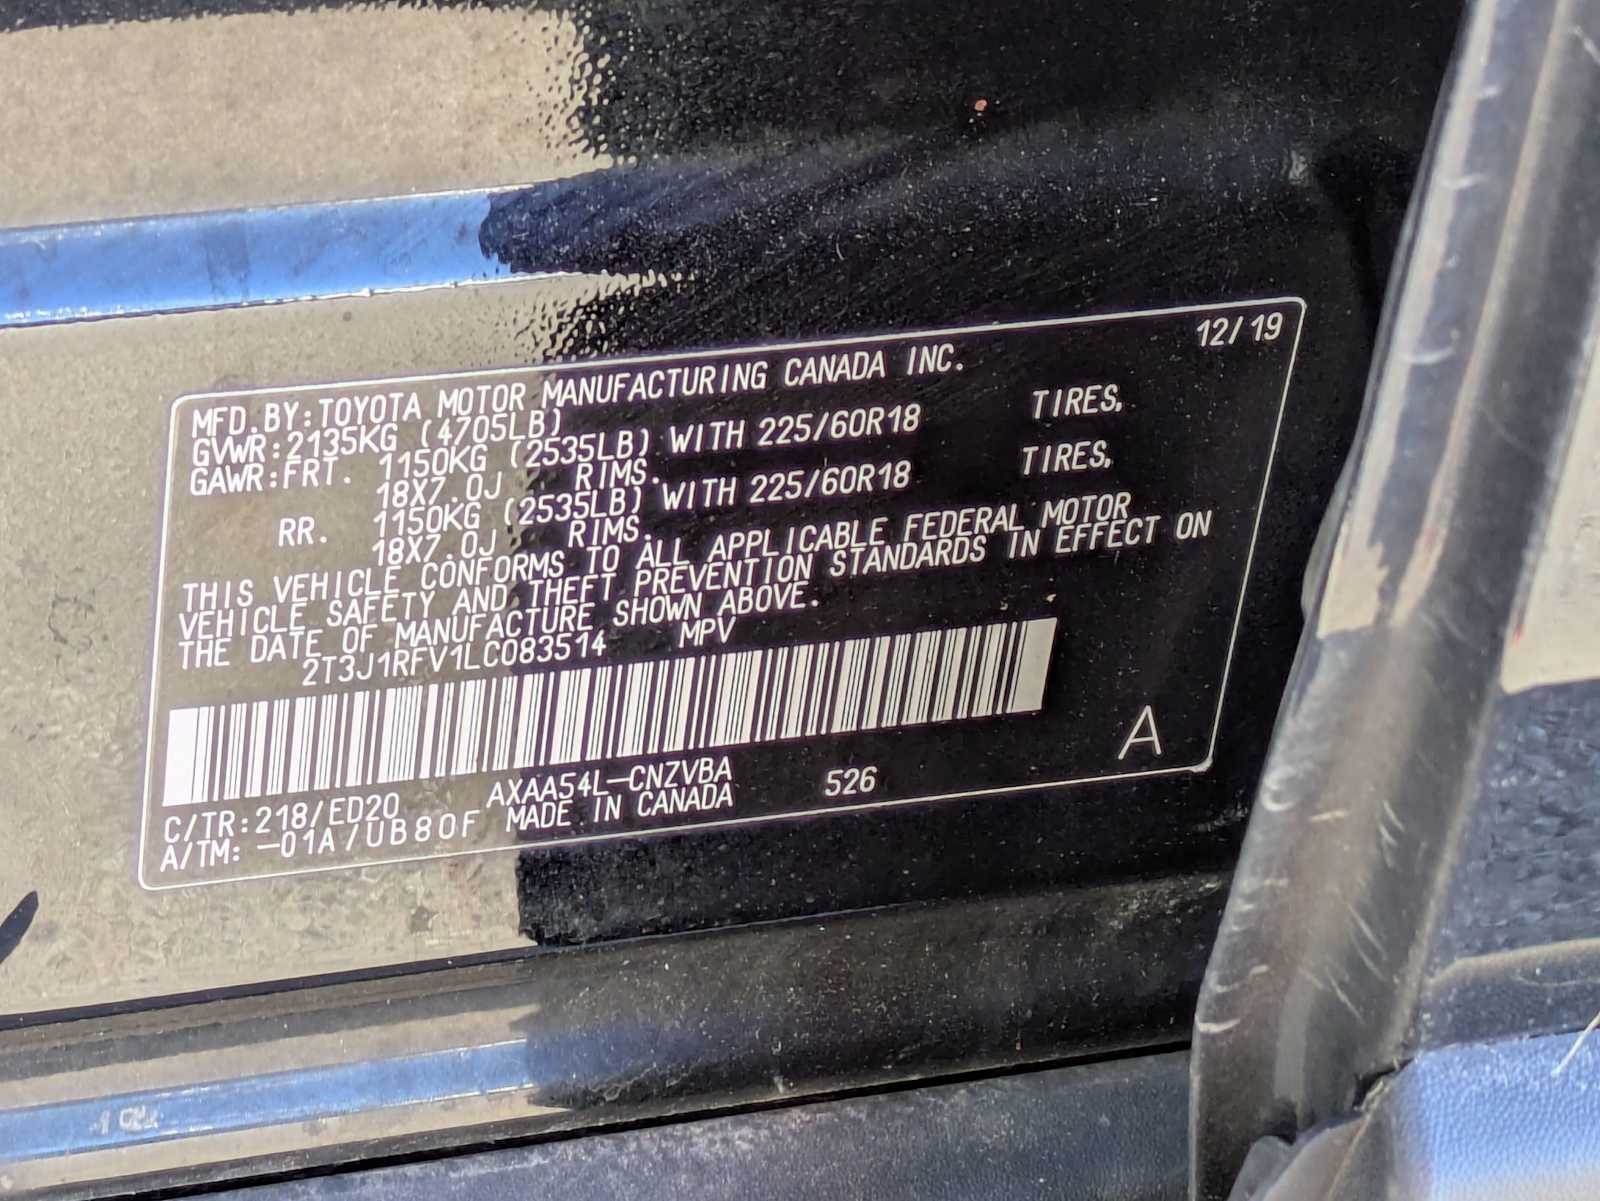 12/19
MFD.BY:TOYOTA MOTOR MANUFACTURING CANADA INC.
GVWR:2135KG (4705LB)
GAWR:FRT. 1150KG (2535LB) WITH 225/60R18 TIRES,
18X7.0J RIMS.
RR. 1150KG (2535LB) WITH 225/60R18 TIRES,
18X7.0J RIMS.
THIS VEHICLE CONFORMS TO ALL APPLICABLE FEDERAL MOTOR
VEHICLE SAFETY AND THEFT PREVENTION STANDARDS IN EFFECT ON
THE DATE OF MANUFACTURE SHOWN ABOVE.
2T3J1RFV1LC083514 MPV
A
C/TR:218/ED20 AXAA54L-CNZVBA 526
A/TM: -01A/UB80F MADE IN CANADA